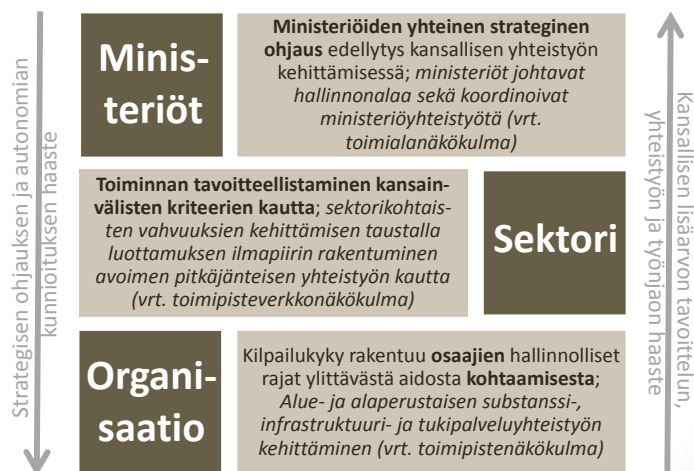 Strategisen ohjauksen ja autonomian
kunnioituksen haaste
Minis-
teriöt
Ministeriöiden yhteinen strateginen
ohjaus edellytys kansallisen yhteistyön
kehittämisessä; ministeriöt johtavat
hallinnonalaa sekä koordinoivat
ministeriöyhteistyötä (vrt.
toimialanäkökulma)
Toiminnan tavoitteellistaminen kansain-
välisten kriteerien kautta; sektorikohtais-
ten vahvuuksien kehittämisen taustalla
luottamuksen ilmapiirin rakentuminen
avoimen pitkäjänteisen yhteistyön kautta
(vrt. toimipisteverkkonäkökulma)
Sektori
Organi-
saatio
Kilpailukyky rakentuu osaajien hallinnolliset
rajat ylittävästä aidosta kohtaamisesta;
Alue- ja alaperustaisen substanssi-,
infrastruktuuri- ja tukipalveluyhteistyön
kehittäminen (vrt. toimipistenäkökulma)
Kansallisen lisäarvon tavoittelun,
yhteistyön ja työnjaon haaste